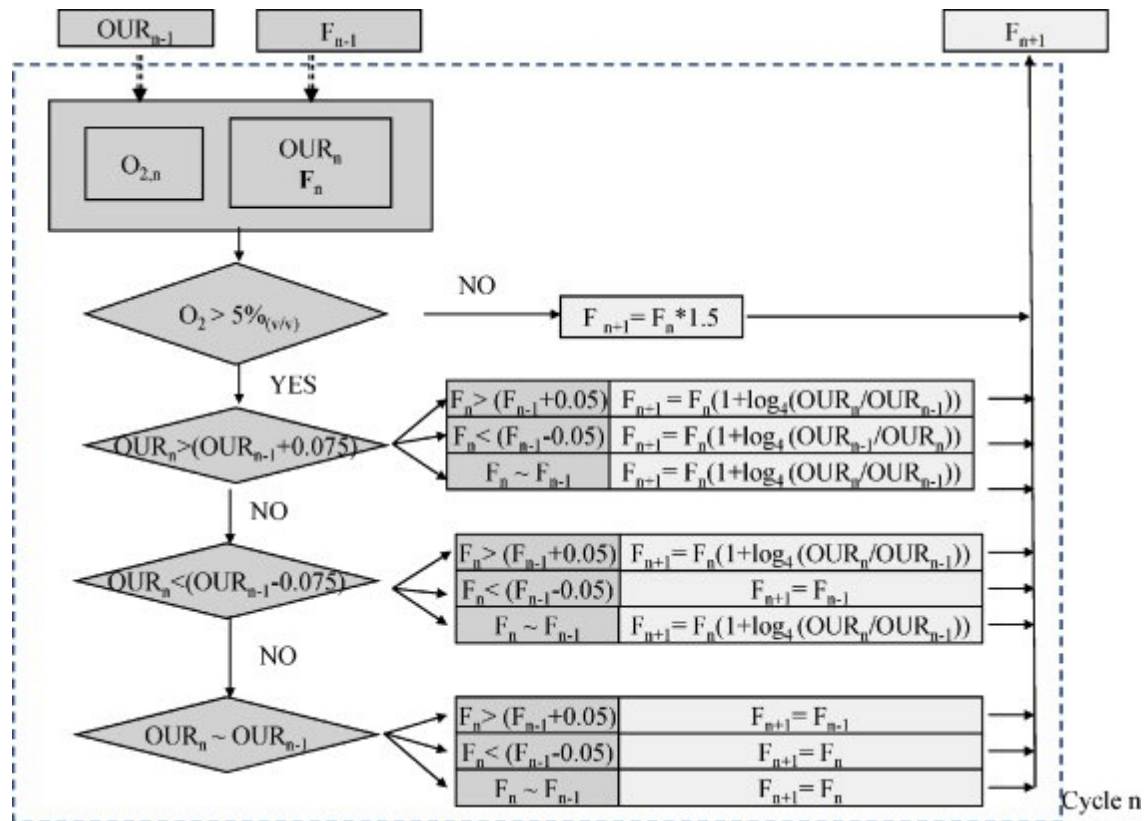 OURₙ₋₁
Fₙ₋₁
Fₙ₊₁
O₂,ₙ
OURₙ
Fₙ
O₂ > 5%₍ᵥ/ᵥ₎
NO
F ₙ₊₁= Fₙ*1.5
YES
OURₙ>(OURₙ₋₁+0.075)
Fₙ> (Fₙ₋₁+0.05) Fₙ₊₁ = Fₙ(1+log₄(OURₙ/OURₙ₋₁))
Fₙ< (Fₙ₋₁-0.05) Fₙ₊₁= Fₙ(1+log₄ (OURₙ₋₁/OURₙ))
Fₙ ~ Fₙ₋₁ Fₙ₊₁= Fₙ(1+log₄ (OURₙ/OURₙ₋₁))
NO
OURₙ<(OURₙ₋₁-0.075)
Fₙ> (Fₙ₋₁+0.05) Fₙ₊₁= Fₙ(1+log₄ (OURₙ/OURₙ₋₁))
Fₙ< (Fₙ₋₁-0.05) Fₙ₊₁= Fₙ₋₁
Fₙ ~ Fₙ₋₁ Fₙ₊₁= Fₙ(1+log₄ (OURₙ/OURₙ₋₁))
NO
OURₙ ~ OURₙ₋₁
Fₙ> (Fₙ₋₁+0.05) Fₙ₊₁= Fₙ₋₁
Fₙ< (Fₙ₋₁-0.05) Fₙ₊₁= Fₙ
Fₙ ~ Fₙ₋₁ Fₙ₊₁= Fₙ
Cycle n